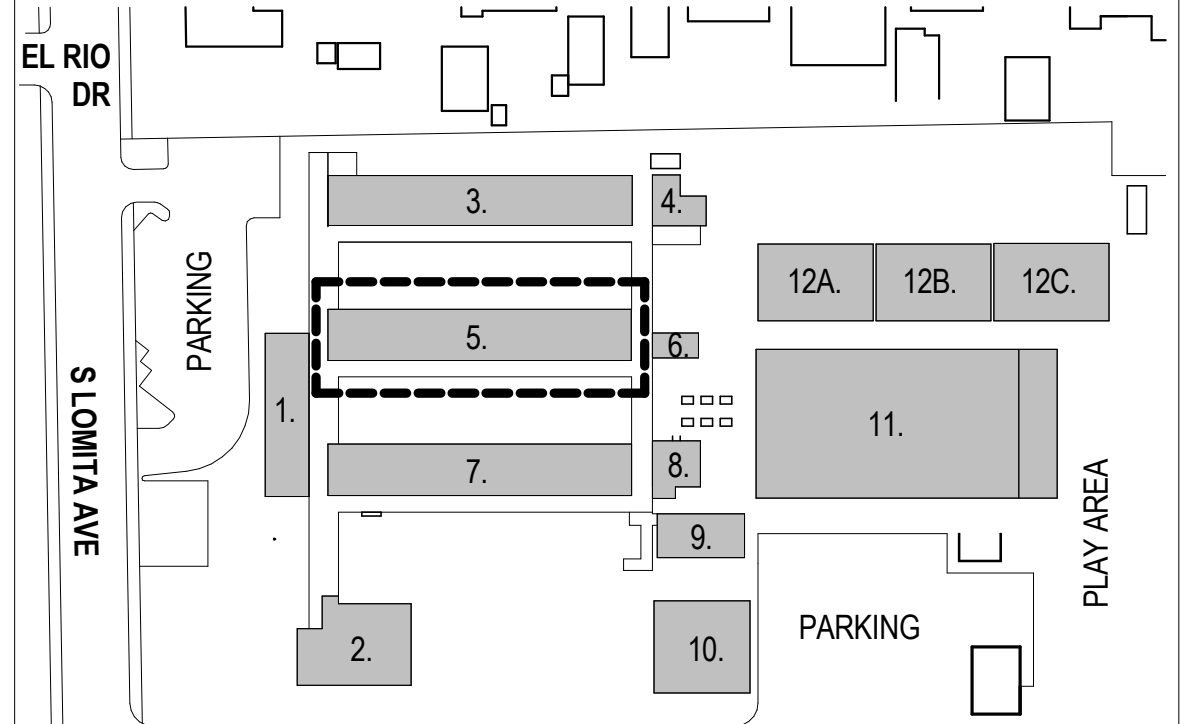 EL RIO
DR
3.
4.
PARKING
12A.
12B.
12C.
5.
6.
S LOMITA AVE
1.
11.
7.
8.
PLAY AREA
9.
PARKING
2.
10.